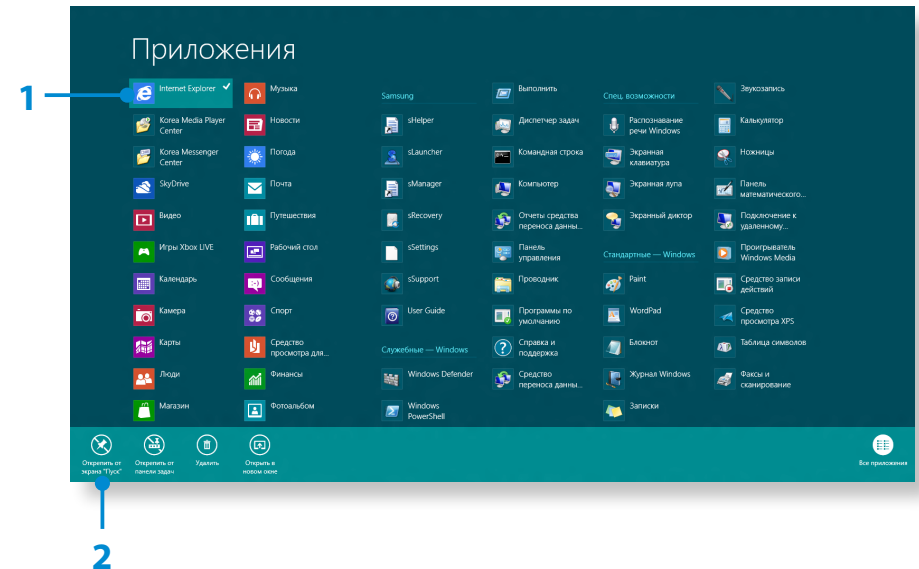 Приложения
1
Internet Explorer
Korea Media Player
Center
Korea Messenger
Center
SkyDrive
Видео
Игры Xbox LIVE
Календарь
Камера
Карты
Люди
Магазин
Музыка
Новости
Погода
Почта
Путешествия
Рабочий стол
Сообщения
Спорт
Средство
просмотра для...
Финансы
Фотоальбом
Samsung
sHelper
sLauncher
sManager
sRecovery
sSettings
sSupport
User Guide
Служебные — Windows
Windows Defender
Windows
PowerShell
Выполнить
Диспетчер задач
Командная строка
Компьютер
Отчеты средства
переноса данны...
Панель
управления
Проводник
Программы по
умолчанию
Справка и
поддержка
Средство
переноса данны...
Спец. возможности
Распознавание
речи Windows
Экранная
клавиатура
Экранная лупа
Экранный диктор
Стандартные — Windows
Paint
WordPad
Блокнот
Журнал Windows
Записки
Звукозапись
Калькулятор
Ножницы
Панель
математического...
Подключение к
удаленному...
Проигрыватель
Windows Media
Средство записи
действий
Средство
просмотра XPS
Таблица символов
Факсы и
сканирование
Открепить от
экрана "Пуск"
Открепить от
панели задач
Удалить
Открыть в
новом окне
Все приложения
2